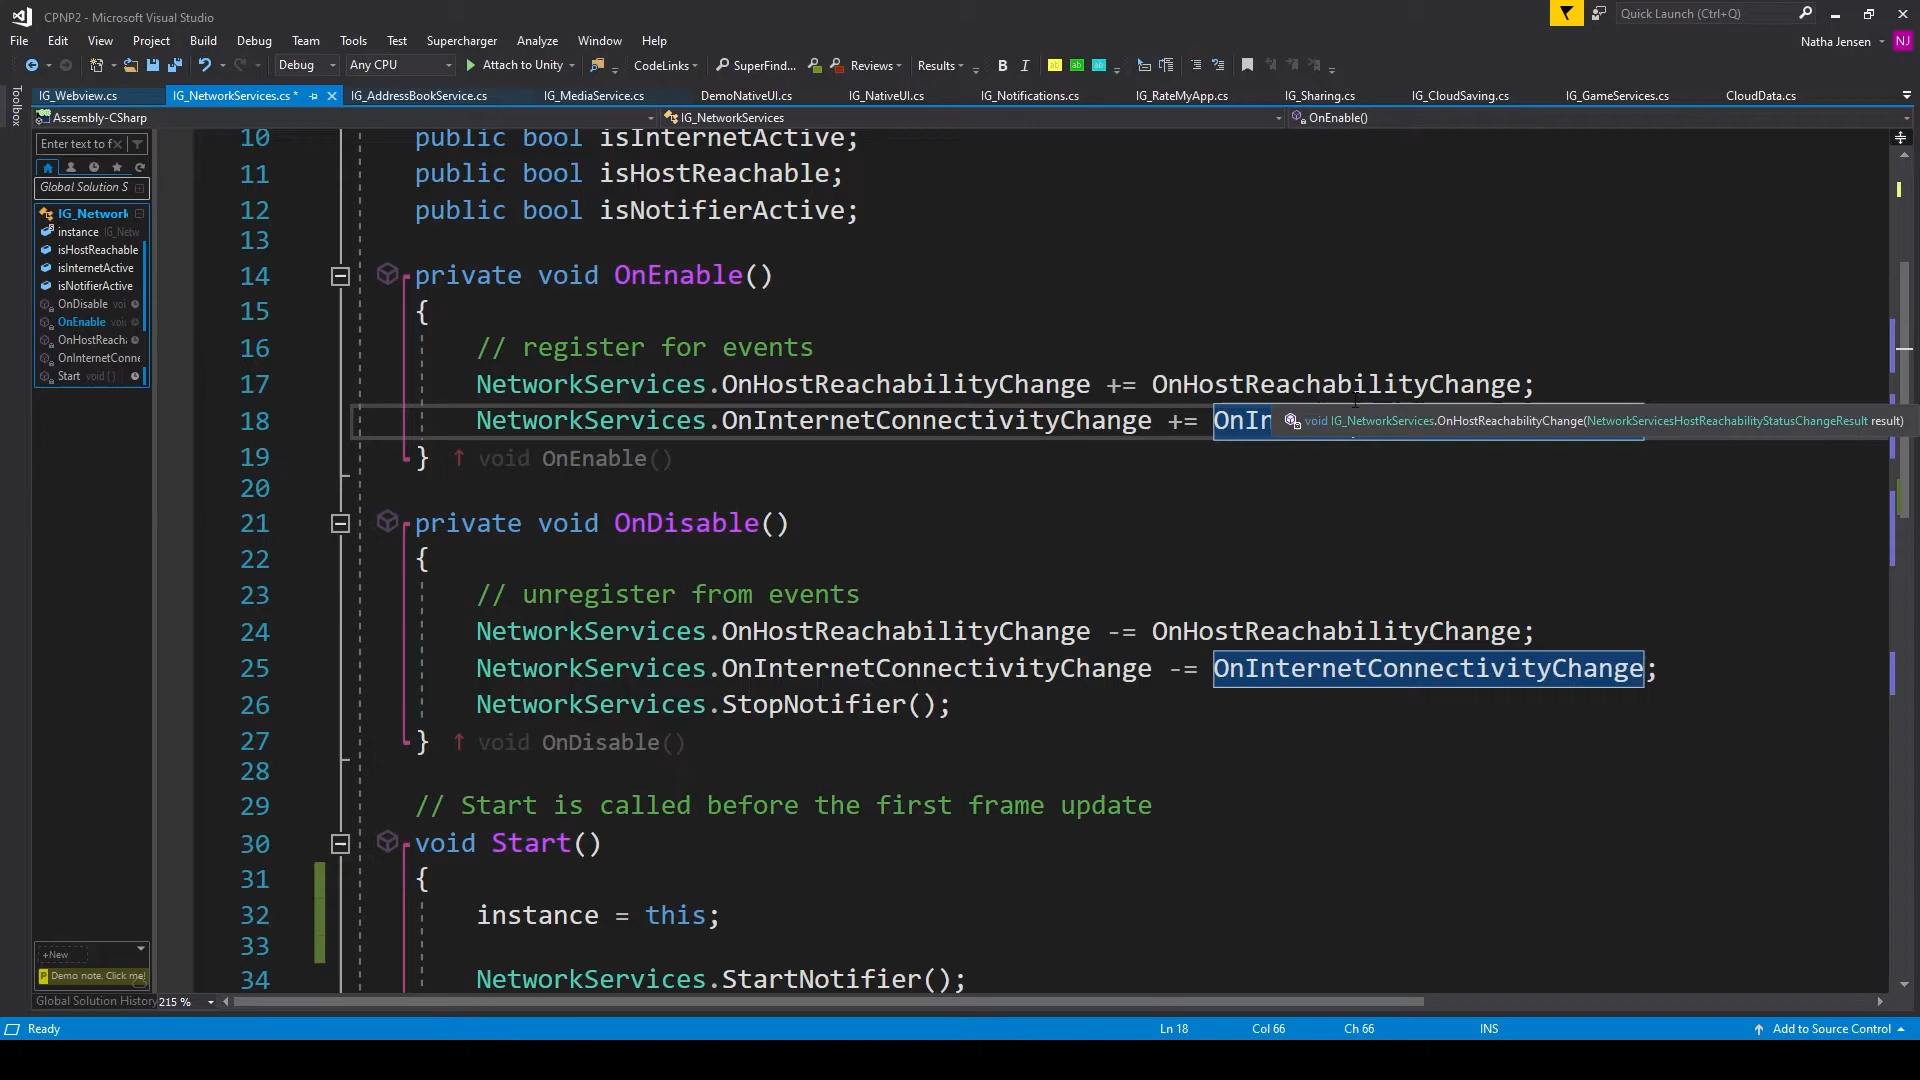 CPNP2 - Microsoft Visual Studio
Quick Launch (Ctrl+Q)
File Edit View Project Build Debug Team Tools Test Supercharger Analyze Window Help
Natha Jensen NJ
Debug Any CPU Attach to Unity CodeLinks SuperFind... Reviews Results
Toolbox
IG_Webview.cs IG_NetworkServices.cs * IG_AddressBookService.cs IG_MediaService.cs DemoNativeUI.cs IG_NativeUI.cs IG_Notifications.cs IG_RateMyApp.cs IG_Sharing.cs IG_CloudSaving.cs IG_GameServices.cs CloudData.cs
Assembly-CSharp IG_NetworkServices OnEnable()
Enter text to f
Global Solution S
IG_Network
instance IG_Netw
isHostReachable
isInternetActive
isNotifierActive
OnDisable voi
OnEnable voi
OnHostReach
OnInternetConne
Start void ()
+New
Demo note. Click me!
Global Solution History
10 public bool isInternetActive;
11 public bool isHostReachable;
12 public bool isNotifierActive;
13
14 private void OnEnable()
15 {
16 // register for events
17 NetworkServices.OnHostReachabilityChange += OnHostReachabilityChange;
18 NetworkServices.OnInternetConnectivityChange += OnIn
void IG_NetworkServices.OnHostReachabilityChange(NetworkServicesHostReachabilityStatusChangeResult result)
19 } ↑ void OnEnable()
20
21 private void OnDisable()
22 {
23 // unregister from events
24 NetworkServices.OnHostReachabilityChange -= OnHostReachabilityChange;
25 NetworkServices.OnInternetConnectivityChange -= OnInternetConnectivityChange;
26 NetworkServices.StopNotifier();
27 } ↑ void OnDisable()
28
29 // Start is called before the first frame update
30 void Start()
31 {
32 instance = this;
33
34 NetworkServices.StartNotifier();
215 %
Ready Ln 18 Col 66 Ch 66 INS Add to Source Control